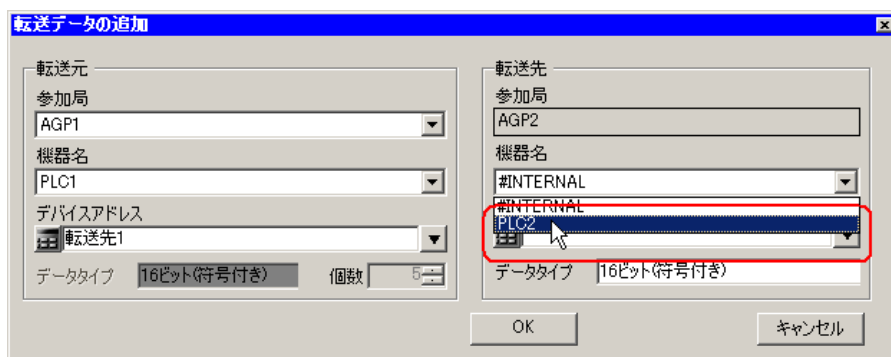 転送データの追加
転送元
参加局
AGP1
機器名
PLC1
デバイスアドレス
転送先1
データタイプ 16ビット(符号付き) 個数 5
転送先
参加局
AGP2
機器名
#INTERNAL
#INTERNAL
PLC2
データタイプ 16ビット(符号付き)
OK キャンセル